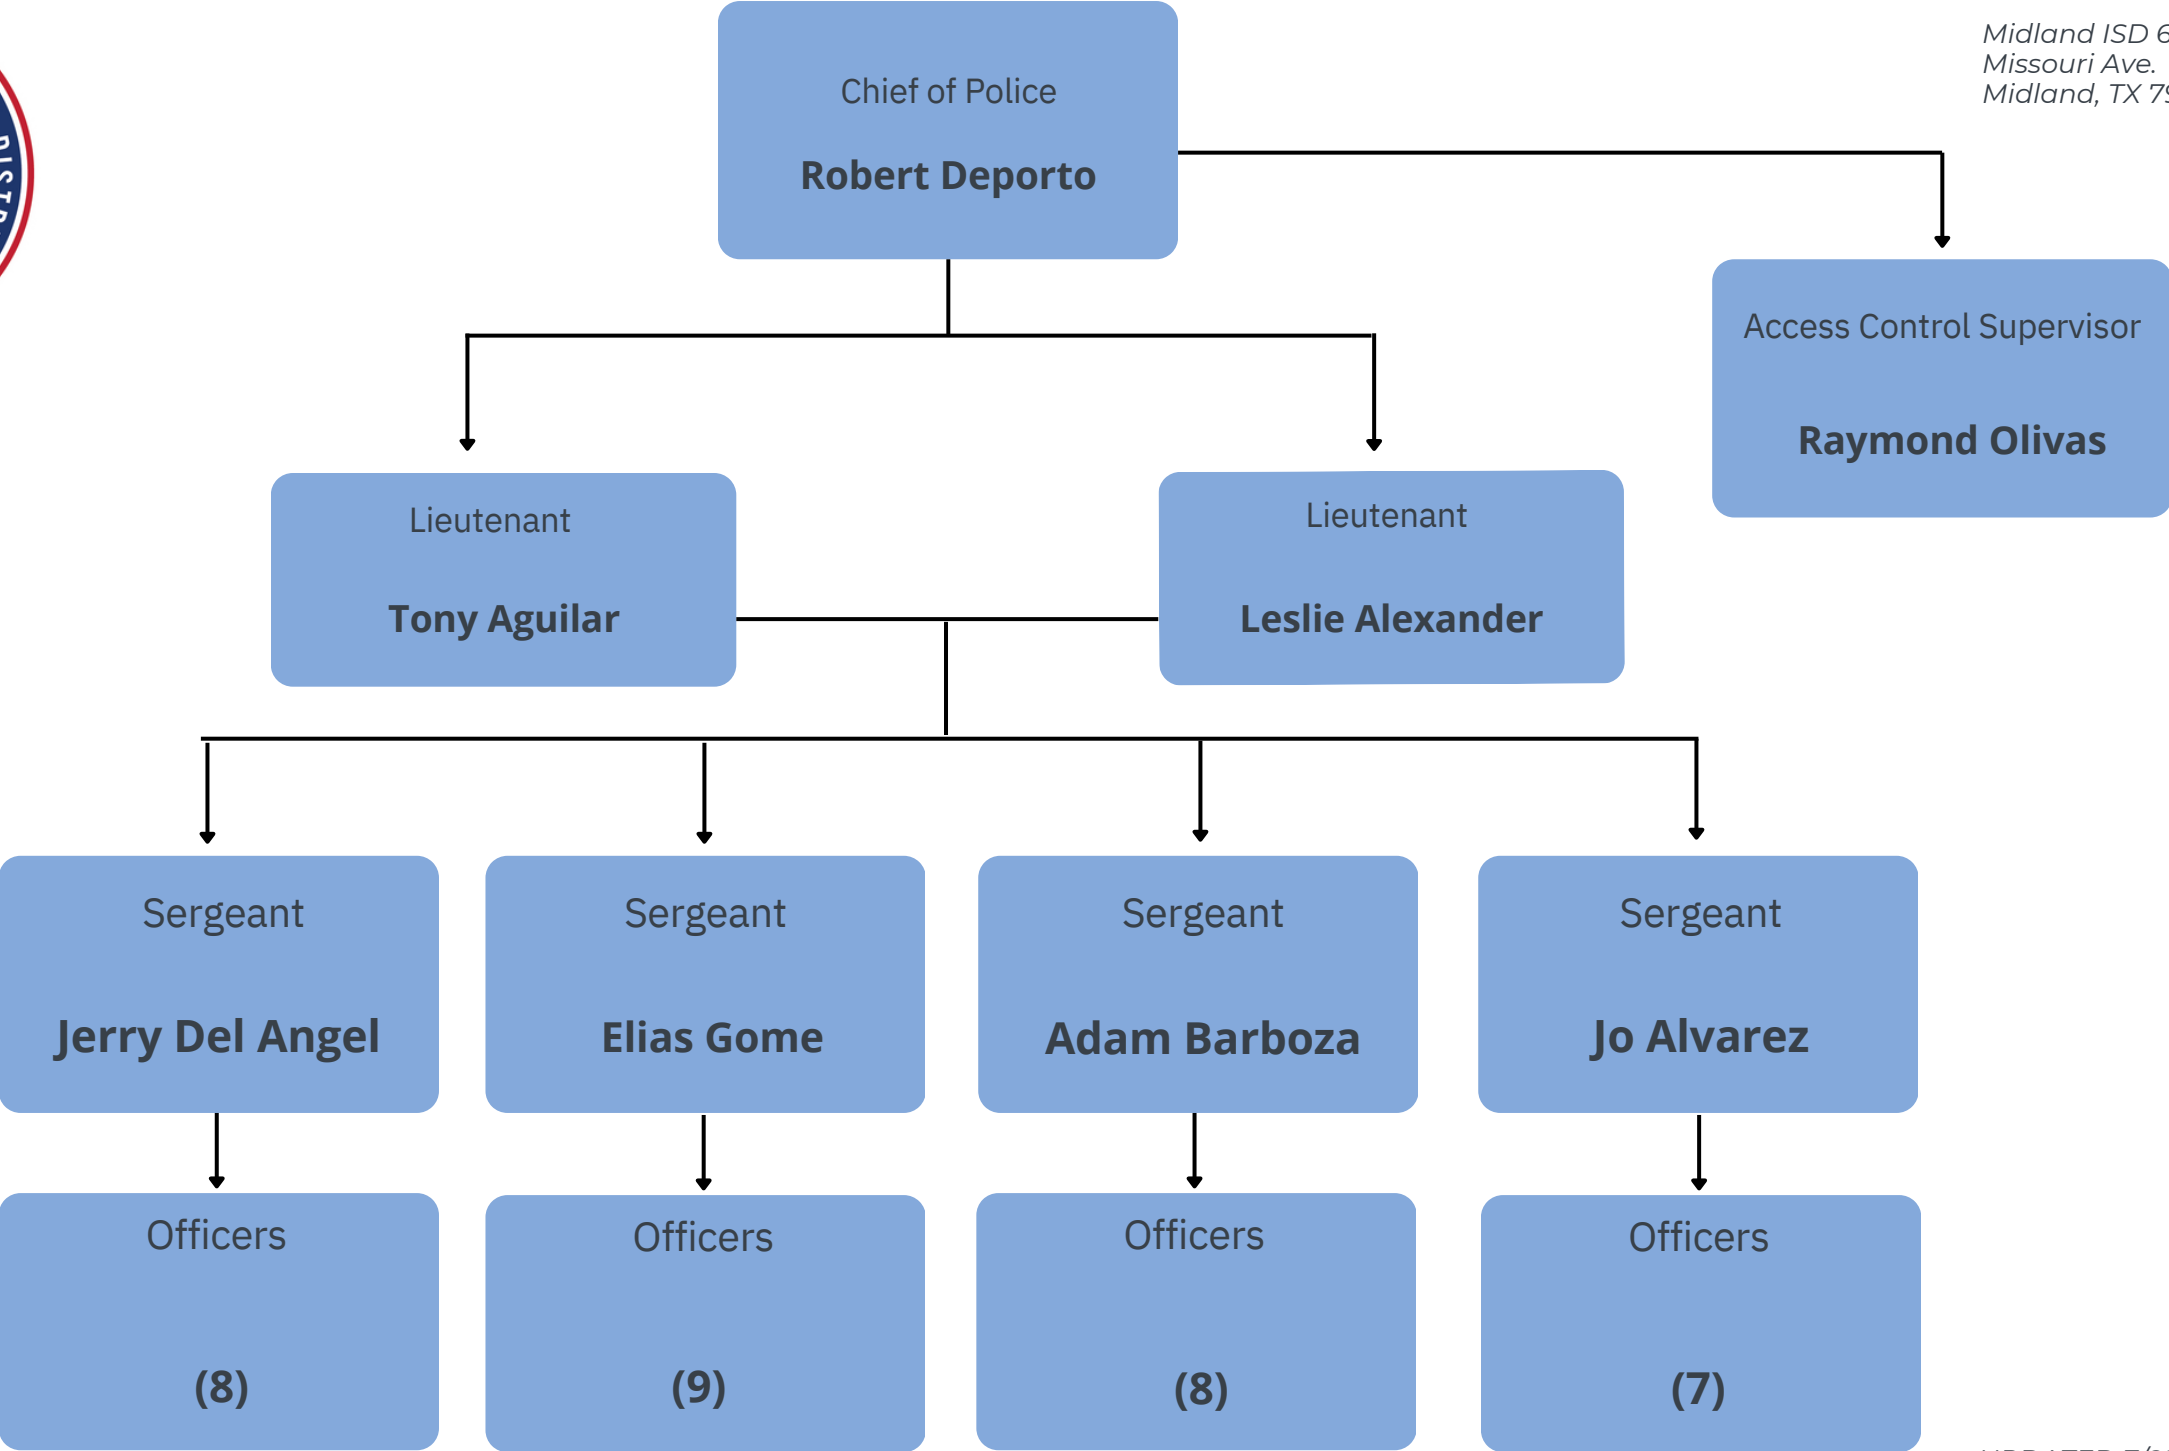 Midland ISD 6
Missouri Ave.
Midland, TX 79
Chief of Police
Robert Deporto
Access Control Supervisor
Raymond Olivas
Lieutenant
Tony Aguilar
Lieutenant
Leslie Alexander
Sergeant
Jerry Del Angel
Sergeant
Elias Gome
Sergeant
Adam Barboza
Sergeant
Jo Alvarez
Officers
(8)
Officers
(9)
Officers
(8)
Officers
(7)